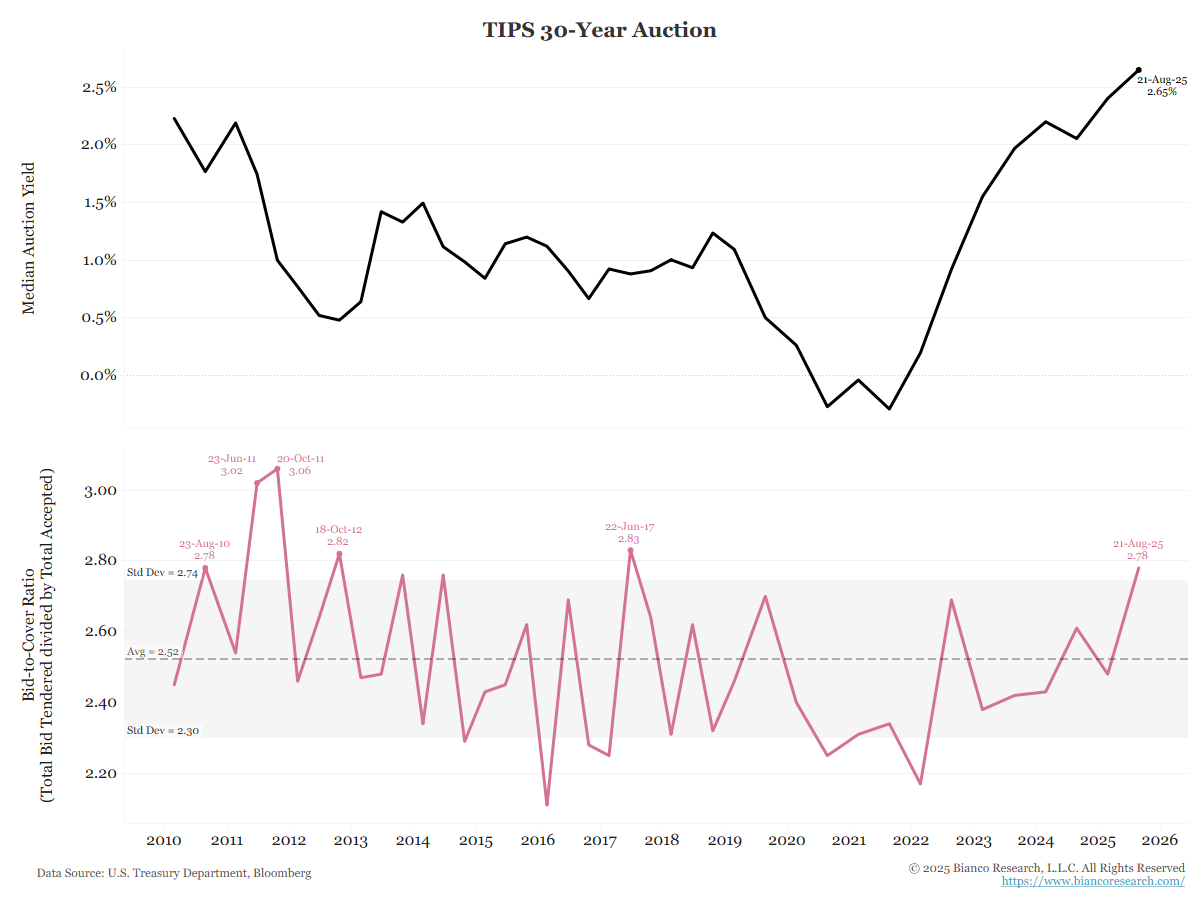 TIPS 30-Year Auction
Median Auction Yield
2.5%
2.0%
1.5%
1.0%
0.5%
0.0%
21-Aug-25
2.65%
Bid-to-Cover Ratio
(Total Bid Tendered divided by Total Accepted)
3.00
2.80
2.60
2.40
2.20
23-Aug-10
2.78
23-Jun-11
3.02
20-Oct-11
3.06
18-Oct-12
2.82
22-Jun-17
2.83
21-Aug-25
2.78
Std Dev = 2.74
Avg = 2.52
Std Dev = 2.30
2010 2011 2012 2013 2014 2015 2016 2017 2018 2019 2020 2021 2022 2023 2024 2025 2026
Data Source: U.S. Treasury Department, Bloomberg
© 2025 Bianco Research, L.L.C. All Rights Reserved
https://www.biancoresearch.com/